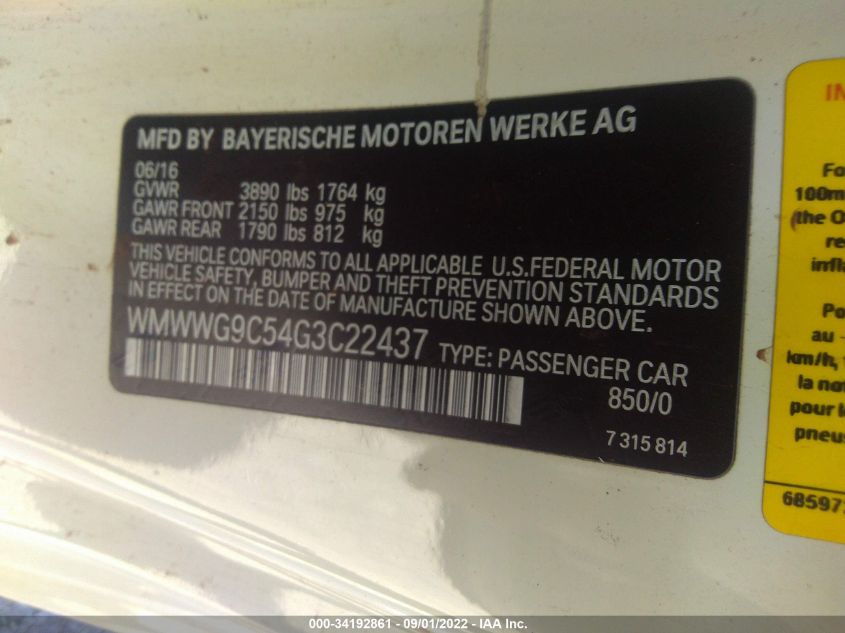 MFD BY BAYERISCHE MOTOREN WERKE AG
06/16
GVWR 3890 lbs 1764 kg
GAWR FRONT 2150 lbs 975 kg
GAWR REAR 1790 lbs 812 kg
THIS VEHICLE CONFORMS TO ALL APPLICABLE U.S.FEDERAL MOTOR
VEHICLE SAFETY, BUMPER AND THEFT PREVENTION STANDARDS
IN EFFECT ON THE DATE OF MANUFACTURE SHOWN ABOVE.
WMWWG9C54G3C22437 TYPE: PASSENGER CAR
850/0
7 315 814
IN
Fo
100m
(the O
re
infla
Po
au -
km/h,
la no
pour l
pneus
68597
000-34192861 - 09/01/2022 - IAAI Inc.